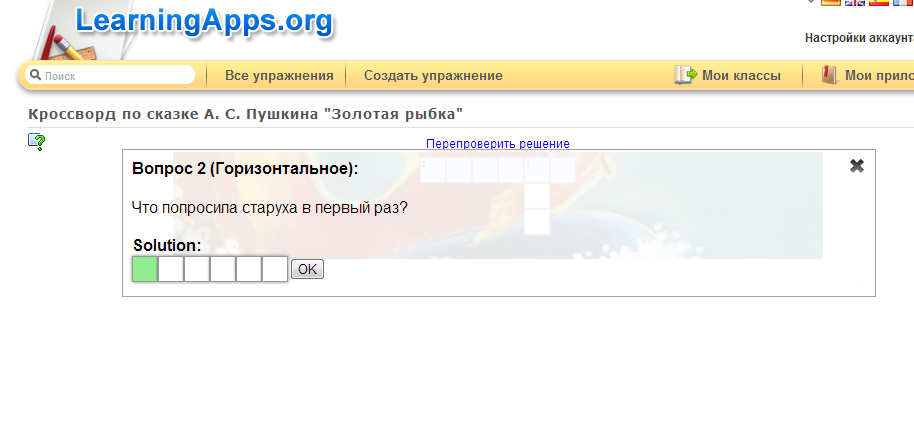 LearningApps.org
Настройки аккаунт
Поиск
Все упражнения
Создать упражнение
Мои классы
Мои прило
Кроссворд по сказке А. С. Пушкина "Золотая рыбка"
Перепроверить решение
Вопрос 2 (Горизонтальное):
Что попросила старуха в первый раз?
Solution:
OK